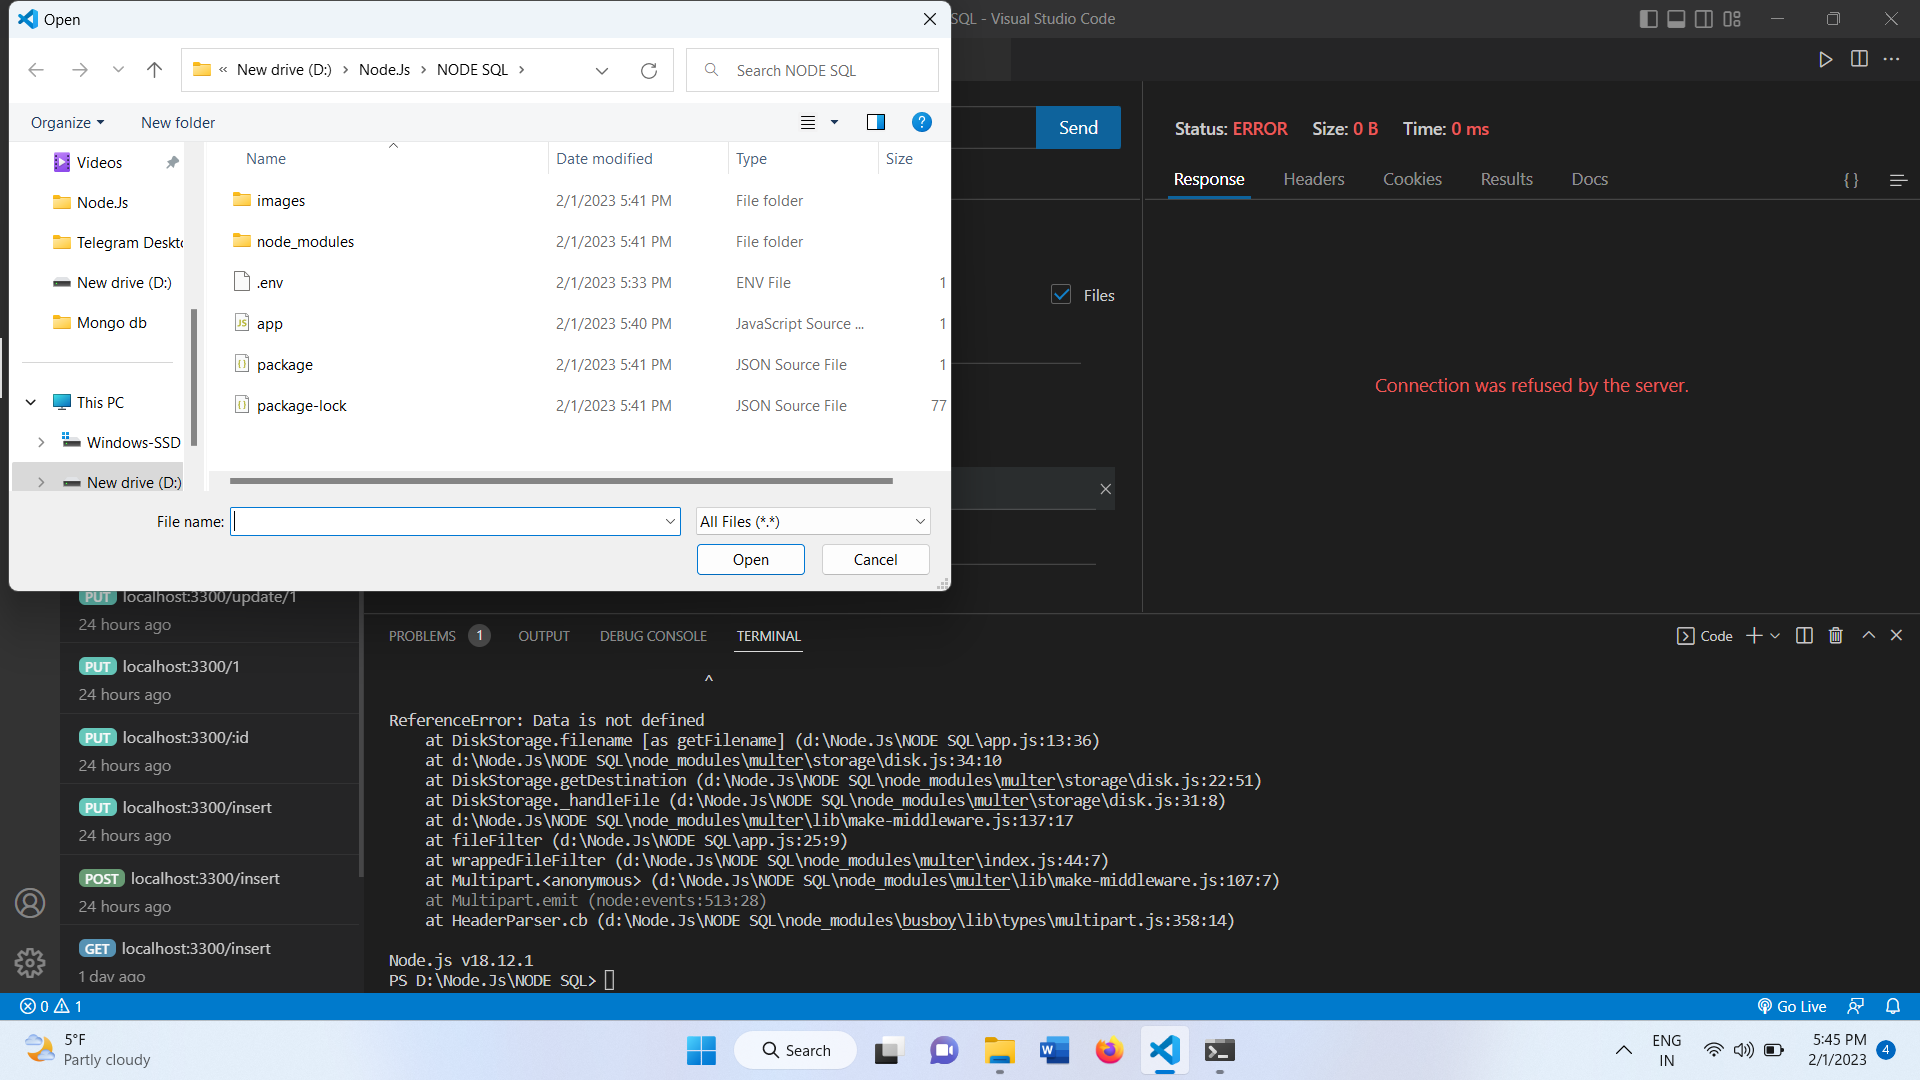 Open
SQL - Visual Studio Code
« New drive (D:) > Node.Js > NODE SQL >
Search NODE SQL
Organize
New folder
Name
Date modified
Type
Size
Videos
Node.Js
Telegram Deskto
New drive (D:)
Mongo db
This PC
Windows-SSD
New drive (D:)
images 2/1/2023 5:41 PM File folder
node_modules 2/1/2023 5:41 PM File folder
.env 2/1/2023 5:33 PM ENV File 1
app 2/1/2023 5:40 PM JavaScript Source ... 1
package 2/1/2023 5:41 PM JSON Source File 1
package-lock 2/1/2023 5:41 PM JSON Source File 77
File name:
All Files (*.*)
Open
Cancel
Send
Files
Status: ERROR Size: 0 B Time: 0 ms
Response Headers Cookies Results Docs
{ }
Connection was refused by the server.
PUT localhost:3300/update/1
24 hours ago
PUT localhost:3300/1
24 hours ago
PUT localhost:3300/:id
24 hours ago
PUT localhost:3300/insert
24 hours ago
POST localhost:3300/insert
24 hours ago
GET localhost:3300/insert
1 day ago
PROBLEMS 1 OUTPUT DEBUG CONSOLE TERMINAL
Code
^
ReferenceError: Data is not defined
at DiskStorage.filename [as getFilename] (d:\Node.Js\NODE SQL\app.js:13:36)
at d:\Node.Js\NODE SQL\node_modules\multer\storage\disk.js:34:10
at DiskStorage.getDestination (d:\Node.Js\NODE SQL\node_modules\multer\storage\disk.js:22:51)
at DiskStorage._handleFile (d:\Node.Js\NODE SQL\node_modules\multer\storage\disk.js:31:8)
at d:\Node.Js\NODE SQL\node_modules\multer\lib\make-middleware.js:137:17
at fileFilter (d:\Node.Js\NODE SQL\app.js:25:9)
at wrappedFileFilter (d:\Node.Js\NODE SQL\node_modules\multer\index.js:44:7)
at Multipart.<anonymous> (d:\Node.Js\NODE SQL\node_modules\multer\lib\make-middleware.js:107:7)
at Multipart.emit (node:events:513:28)
at HeaderParser.cb (d:\Node.Js\NODE SQL\node_modules\busboy\lib\types\multipart.js:358:14)
Node.js v18.12.1
PS D:\Node.Js\NODE SQL>
0 1
Go Live
5°F
Partly cloudy
Search
ENG
IN
5:45 PM
2/1/2023
4